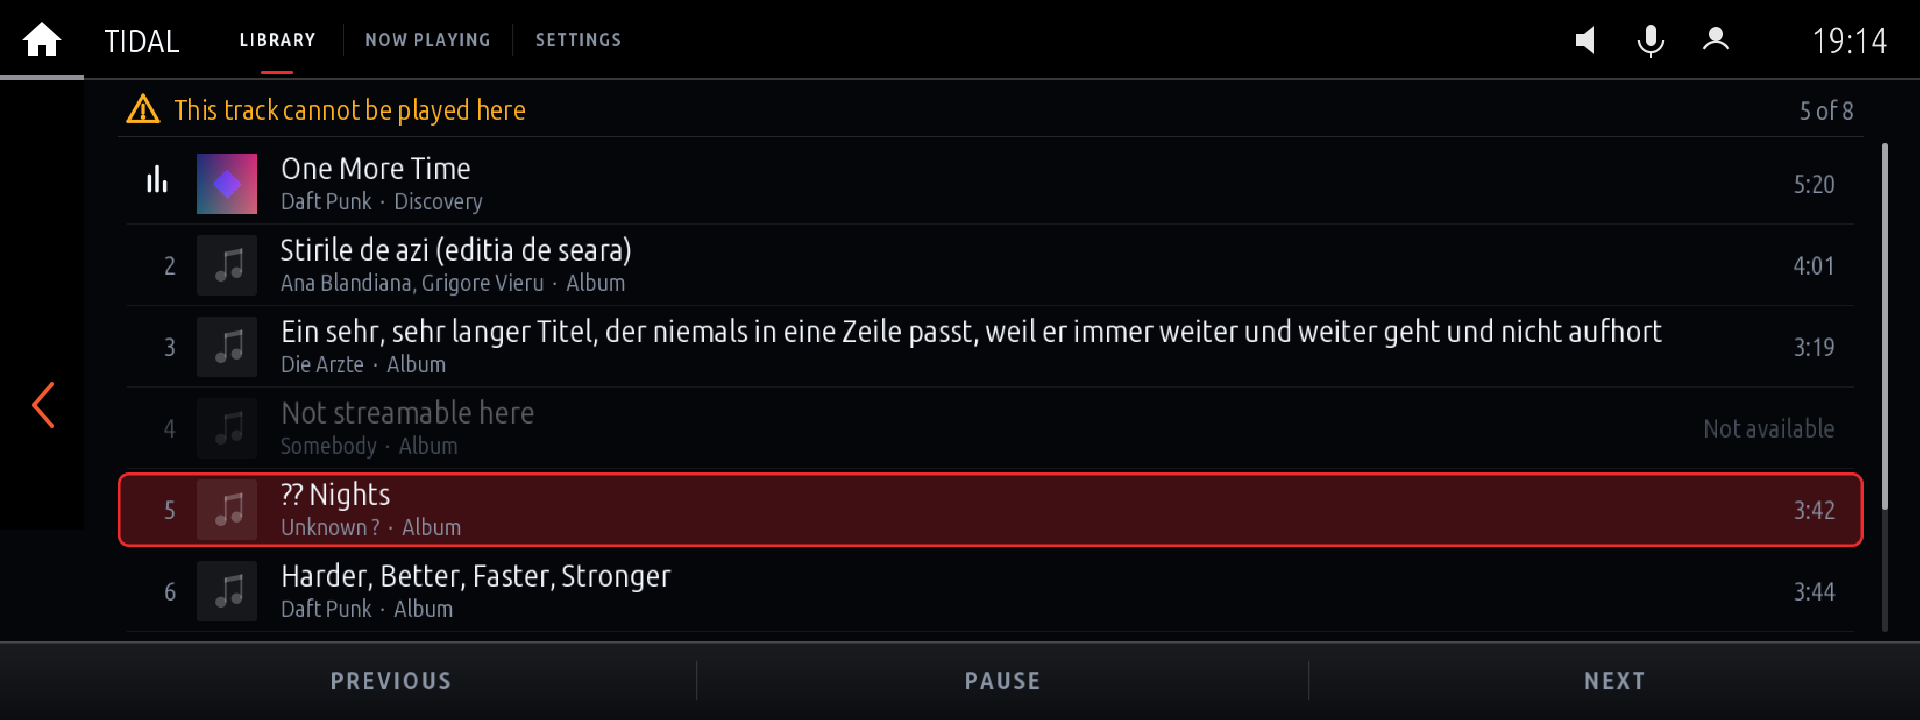 TIDAL LIBRARY NOW PLAYING SETTINGS 19:14
This track cannot be played here 5 of 8
One More Time 5:20
Daft Punk · Discovery
2 Stirile de azi (editia de seara) 4:01
Ana Blandiana, Grigore Vieru · Album
3 Ein sehr, sehr langer Titel, der niemals in eine Zeile passt, weil er immer weiter und weiter geht und nicht aufhort 3:19
Die Arzte · Album
4 Not streamable here Not available
Somebody · Album
5 ?? Nights 3:42
Unknown ? · Album
6 Harder, Better, Faster, Stronger 3:44
Daft Punk · Album
PREVIOUS PAUSE NEXT